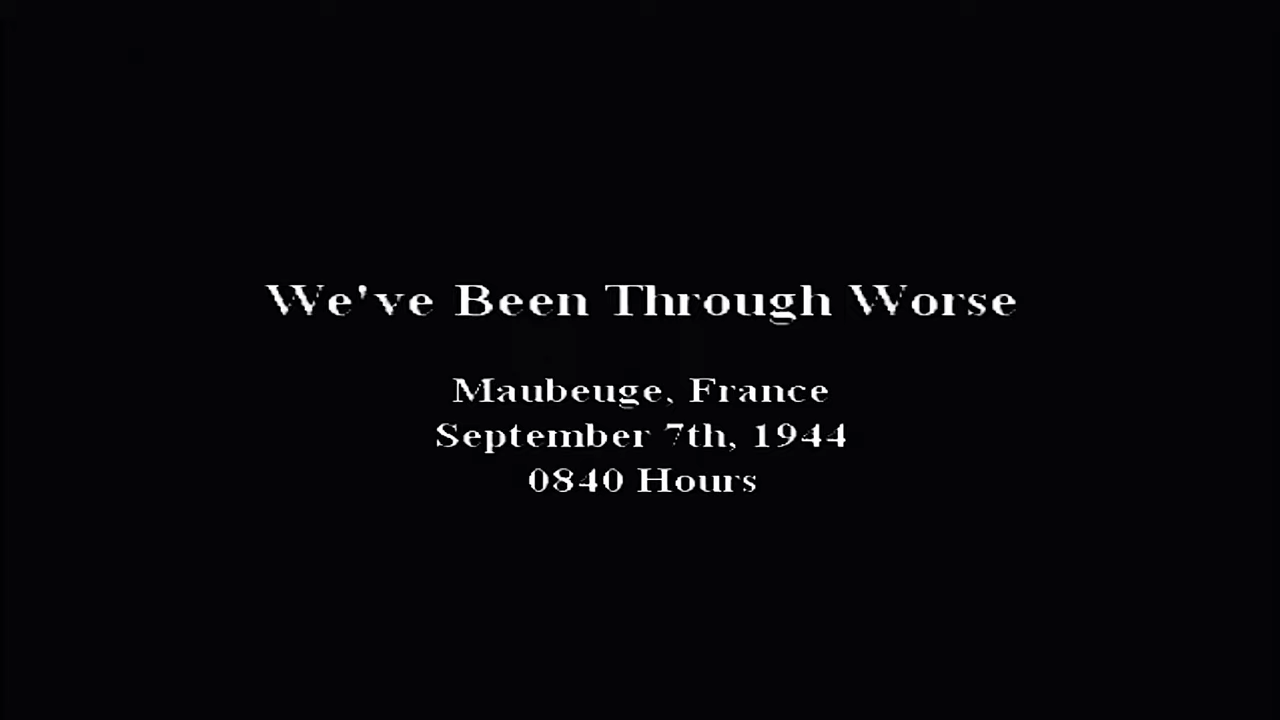 We've Been Through Worse
Maubeuge, France
September 7th, 1944
0840 Hours